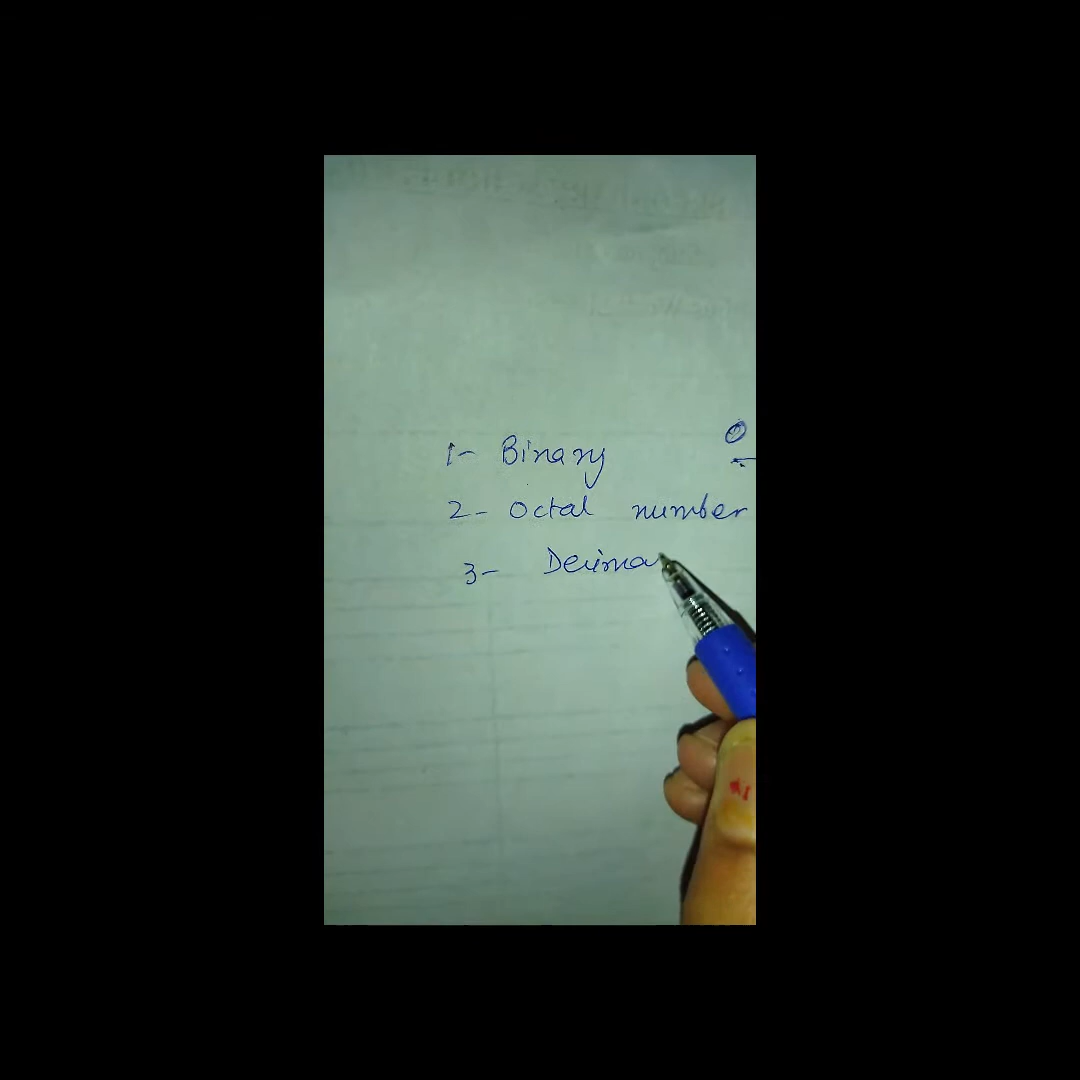 1- Binary
2- Octal number
3- Decima